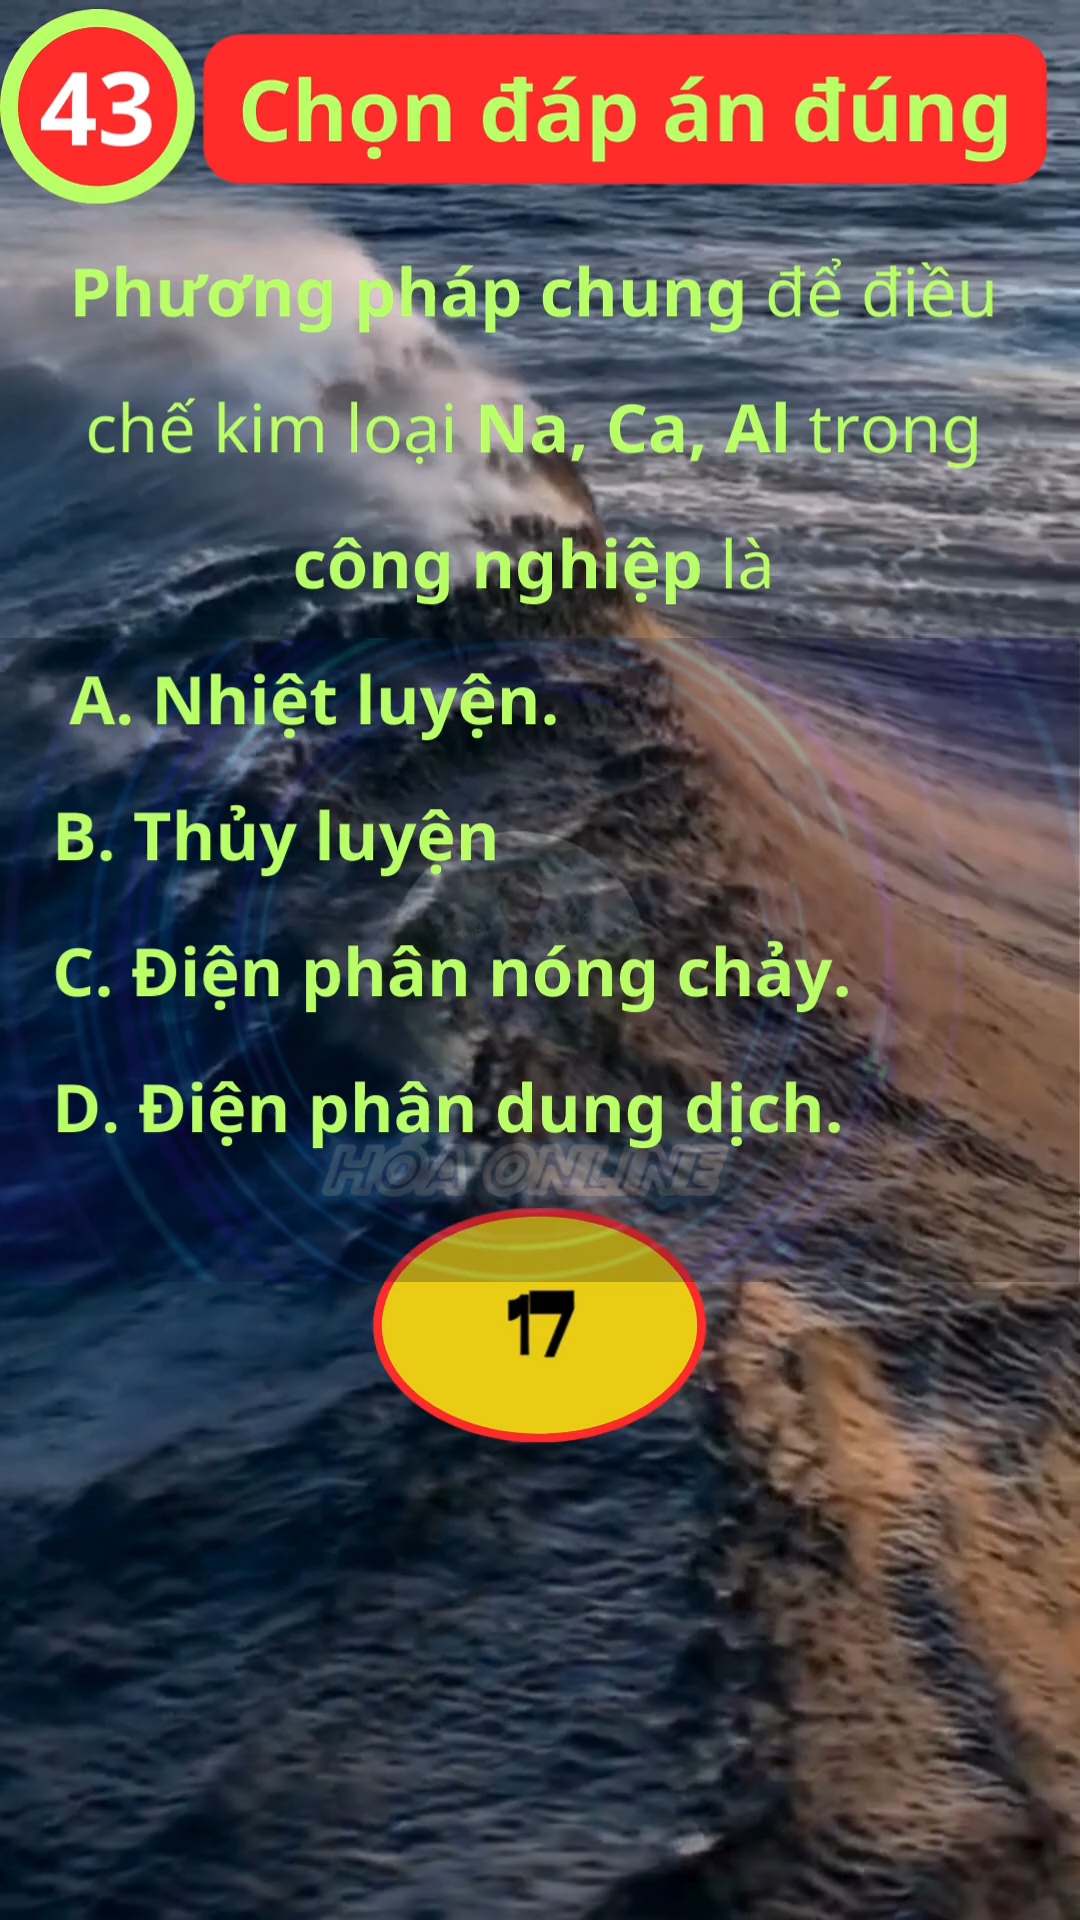 43
Chọn đáp án đúng
Phương pháp chung để điều
chế kim loại Na, Ca, Al trong
công nghiệp là
A. Nhiệt luyện.
B. Thủy luyện
C. Điện phân nóng chảy.
D. Điện phân dung dịch.
HÓA ONLINE
17